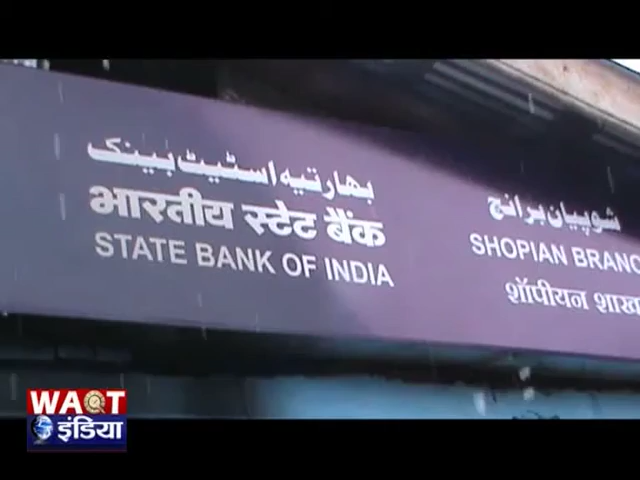 بھارتیہ اسٹیٹ بینک
भारतीय स्टेट बैंक
STATE BANK OF INDIA
شوپیان برانچ
SHOPIAN BRANC
शॉपीयन शाख
WAQT
इंडिया